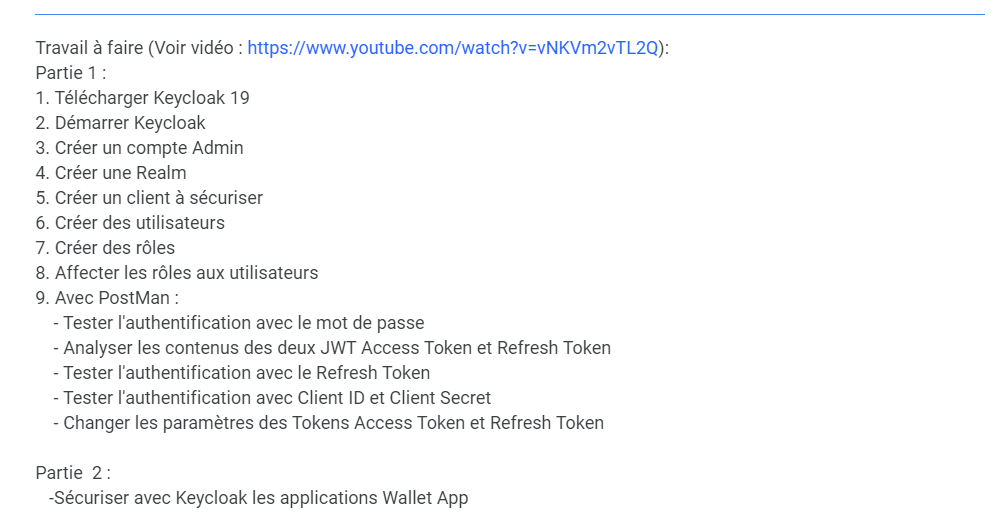 Travail à faire (Voir vidéo : https://www.youtube.com/watch?v=vNKVm2vTL2Q):
Partie 1 :
1. Télécharger Keycloak 19
2. Démarrer Keycloak
3. Créer un compte Admin
4. Créer une Realm
5. Créer un client à sécuriser
6. Créer des utilisateurs
7. Créer des rôles
8. Affecter les rôles aux utilisateurs
9. Avec PostMan :
- Tester l'authentification avec le mot de passe
- Analyser les contenus des deux JWT Access Token et Refresh Token
- Tester l'authentification avec le Refresh Token
- Tester l'authentification avec Client ID et Client Secret
- Changer les paramètres des Tokens Access Token et Refresh Token
Partie  2 :
-Sécuriser avec Keycloak les applications Wallet App